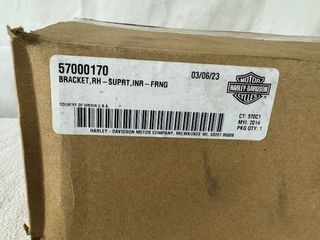 57000170
03/06/23
BRACKET,RH-SUPRT,INR-FRNG
MOTOR
HARLEY-DAVIDSON
CYCLES
COUNTRY OF ORIGIN U.S.A.
CT: 570C1
MYI: 2014
PKG QTY: 1
HARLEY-DAVIDSON MOTOR COMPANY, MILWAUKEE WI. 53201